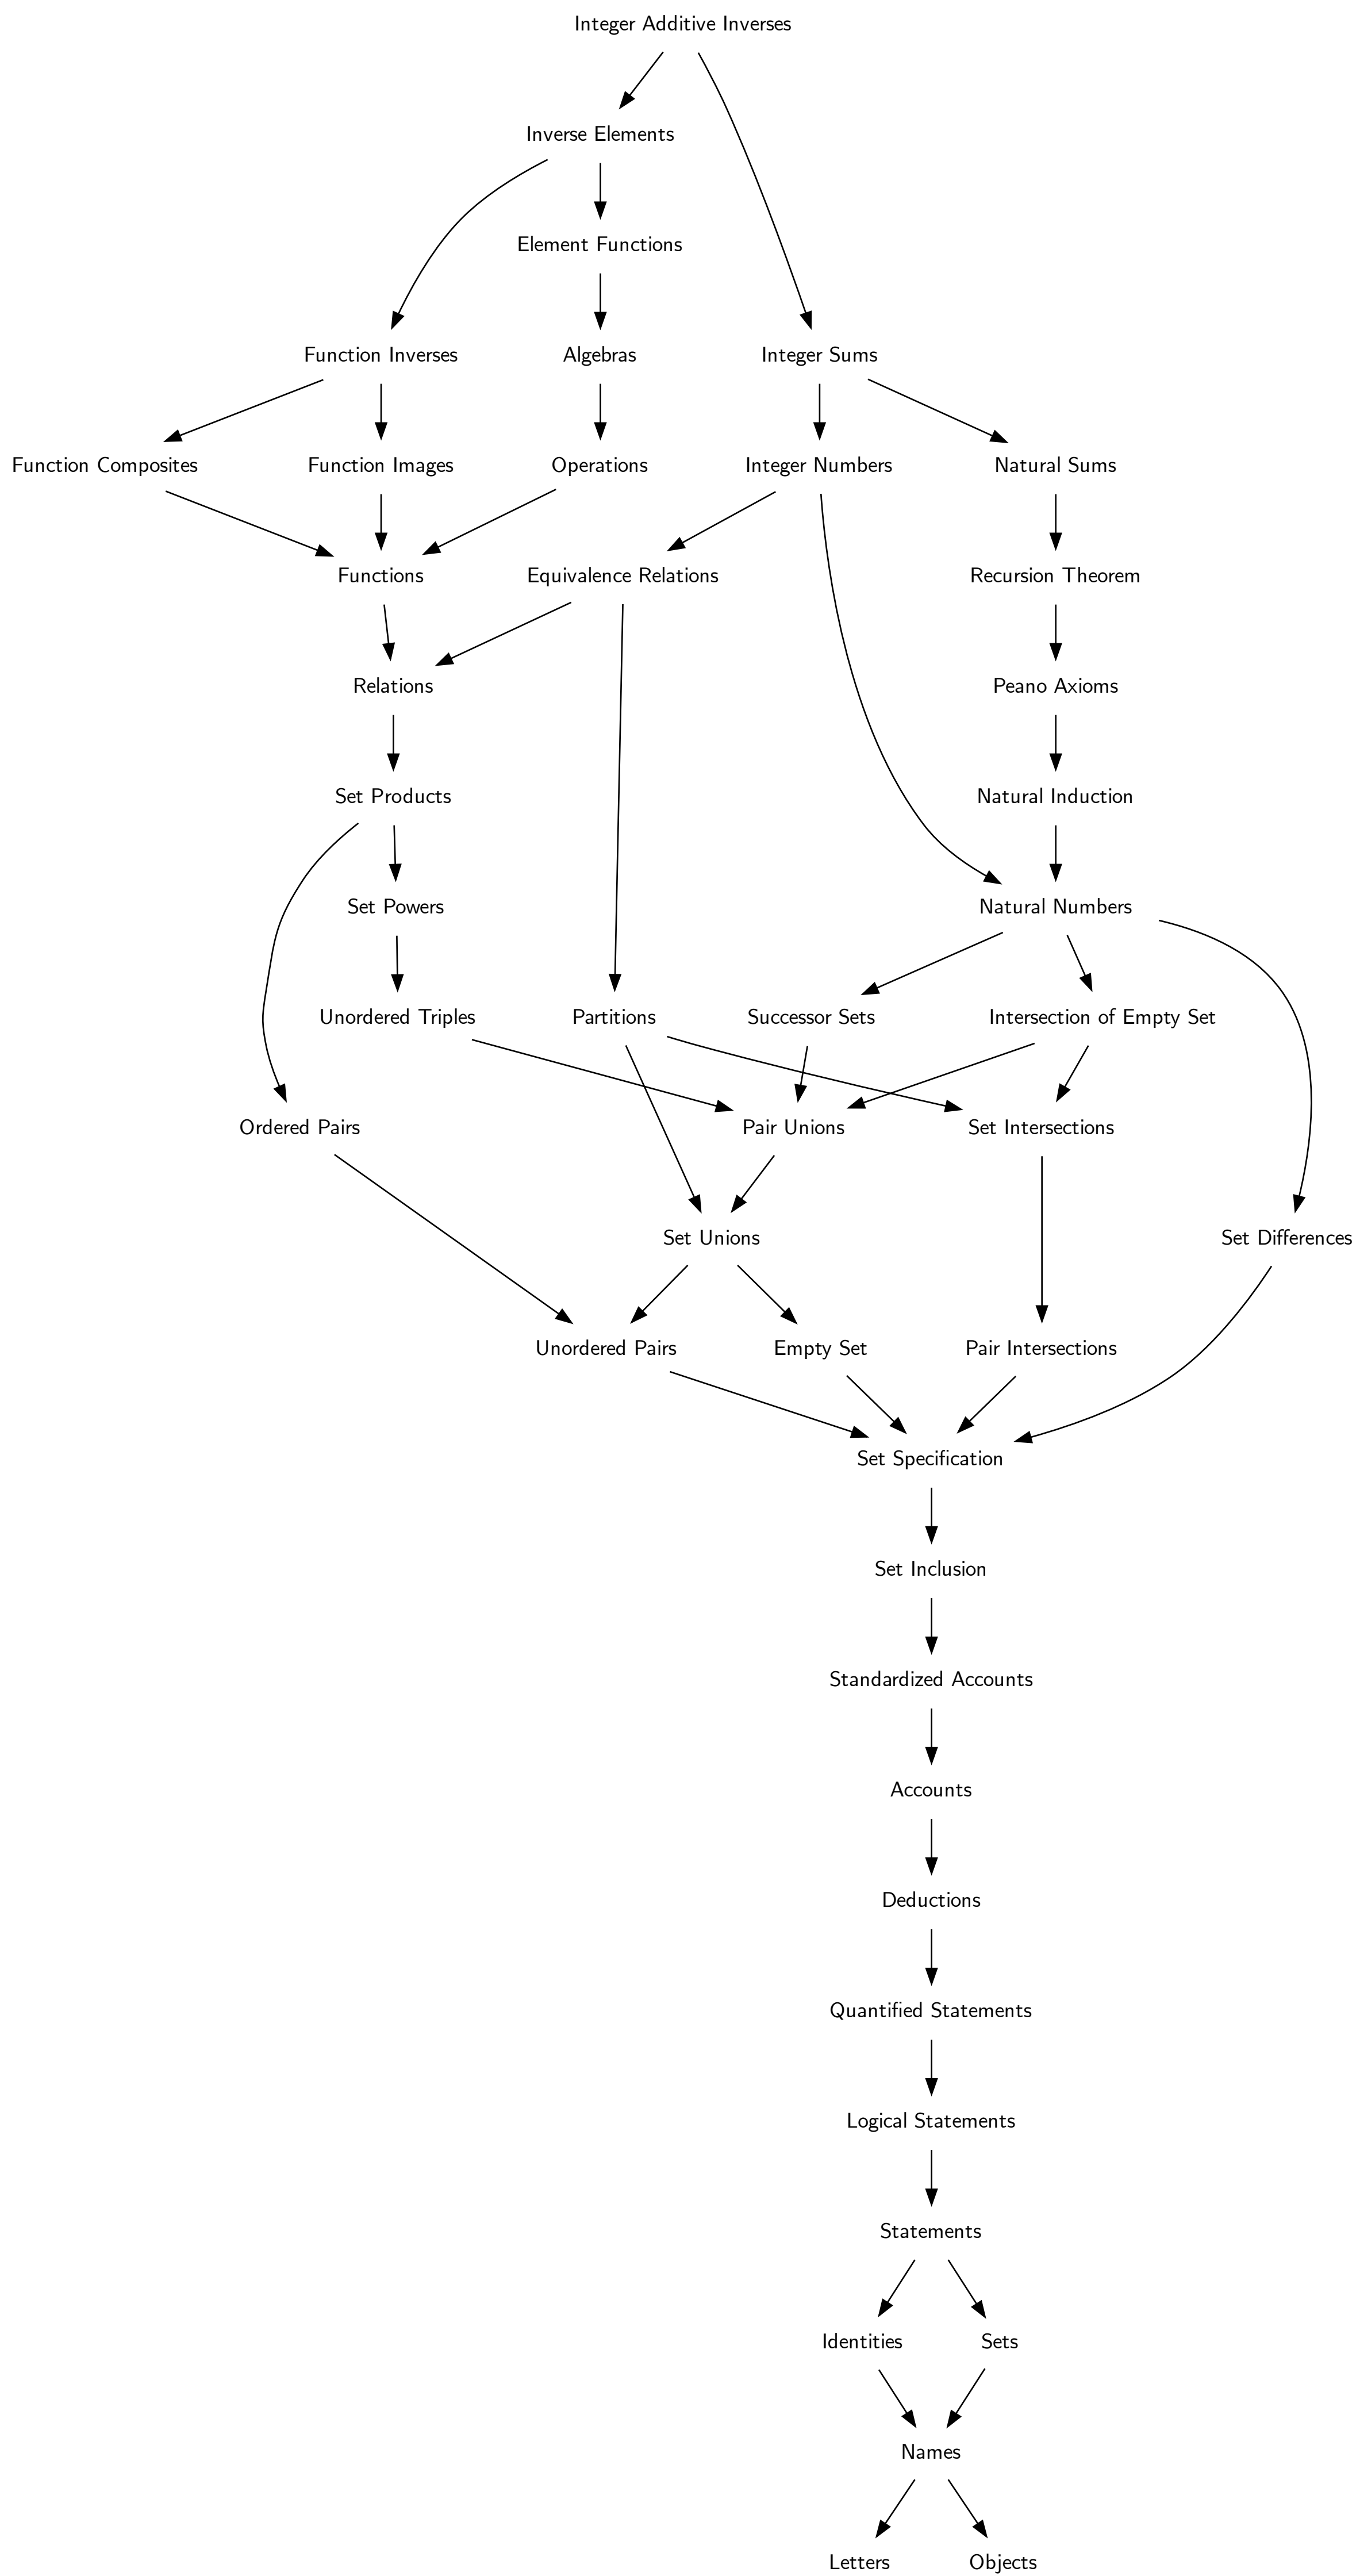 Integer Additive Inverses
Inverse Elements
Element Functions
Function Inverses
Algebras
Integer Sums
Function Composites
Function Images
Operations
Integer Numbers
Natural Sums
Functions
Equivalence Relations
Recursion Theorem
Relations
Peano Axioms
Set Products
Natural Induction
Set Powers
Natural Numbers
Unordered Triples
Partitions
Successor Sets
Intersection of Empty Set
Ordered Pairs
Pair Unions
Set Intersections
Set Unions
Set Differences
Unordered Pairs
Empty Set
Pair Intersections
Set Specification
Set Inclusion
Standardized Accounts
Accounts
Deductions
Quantified Statements
Logical Statements
Statements
Identities
Sets
Names
Letters
Objects